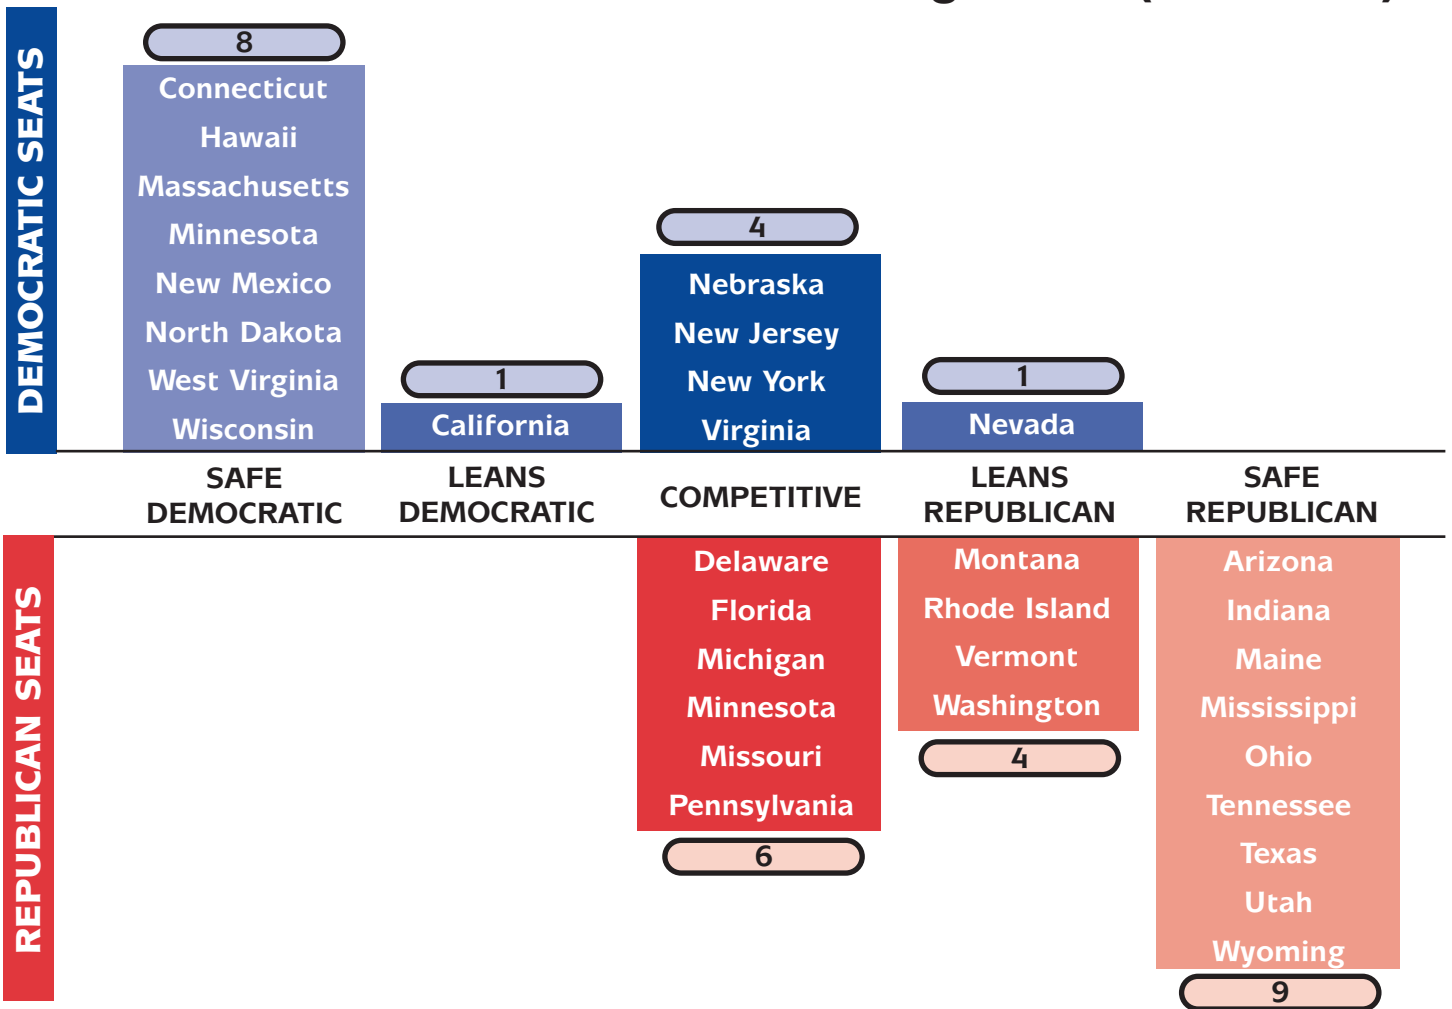 DEMOCRATIC SEATS
8
Connecticut
Hawaii
Massachusetts
Minnesota
New Mexico
North Dakota
West Virginia
Wisconsin
1
California
4
Nebraska
New Jersey
New York
Virginia
1
Nevada
SAFE
DEMOCRATIC
LEANS
DEMOCRATIC
COMPETITIVE
LEANS
REPUBLICAN
SAFE
REPUBLICAN
REPUBLICAN SEATS
Delaware
Florida
Michigan
Minnesota
Missouri
Pennsylvania
6
Montana
Rhode Island
Vermont
Washington
4
Arizona
Indiana
Maine
Mississippi
Ohio
Tennessee
Texas
Utah
Wyoming
9